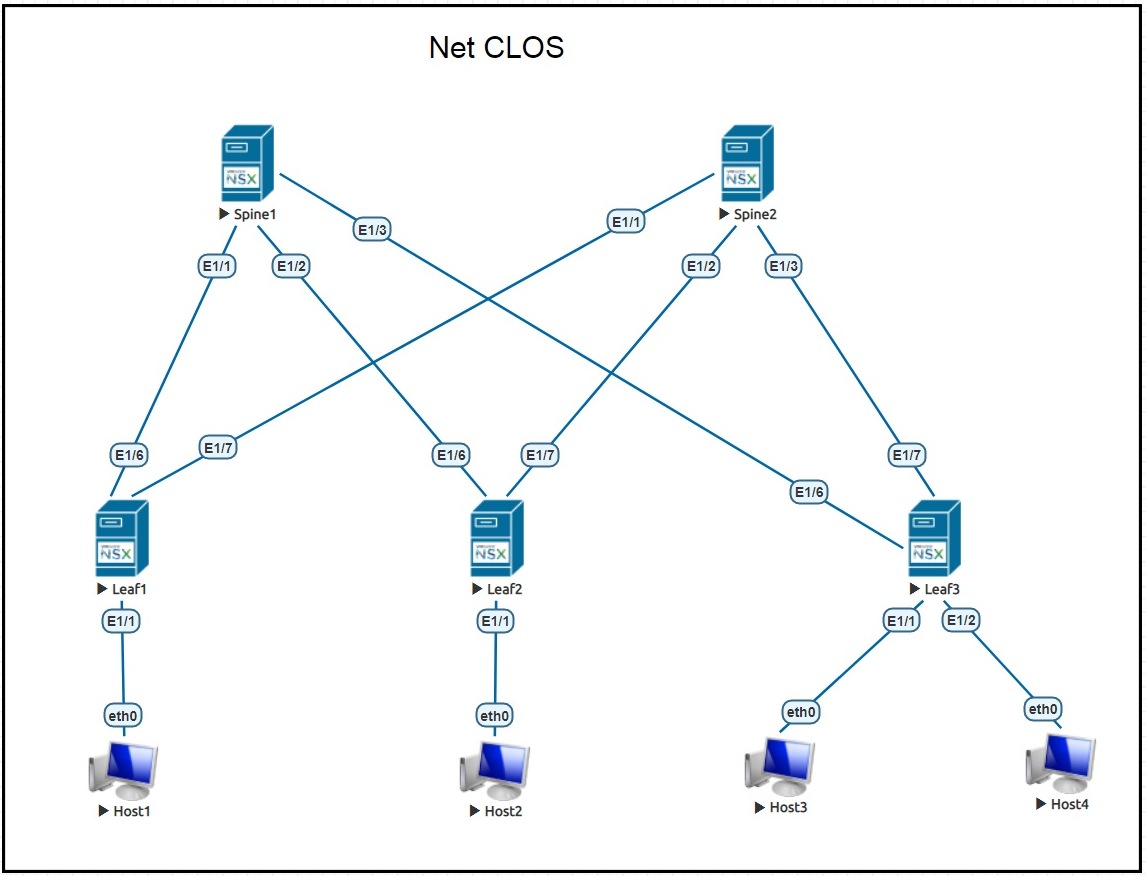 Net CLOS
NSX
NSX
Spine1
Spine2
E1/3
E1/1
E1/1
E1/2
E1/2
E1/3
E1/6
E1/7
E1/6
E1/7
E1/7
E1/6
NSX
NSX
NSX
Leaf1
Leaf2
Leaf3
E1/1
E1/1
E1/1
E1/2
eth0
eth0
eth0
eth0
Host1
Host2
Host3
Host4